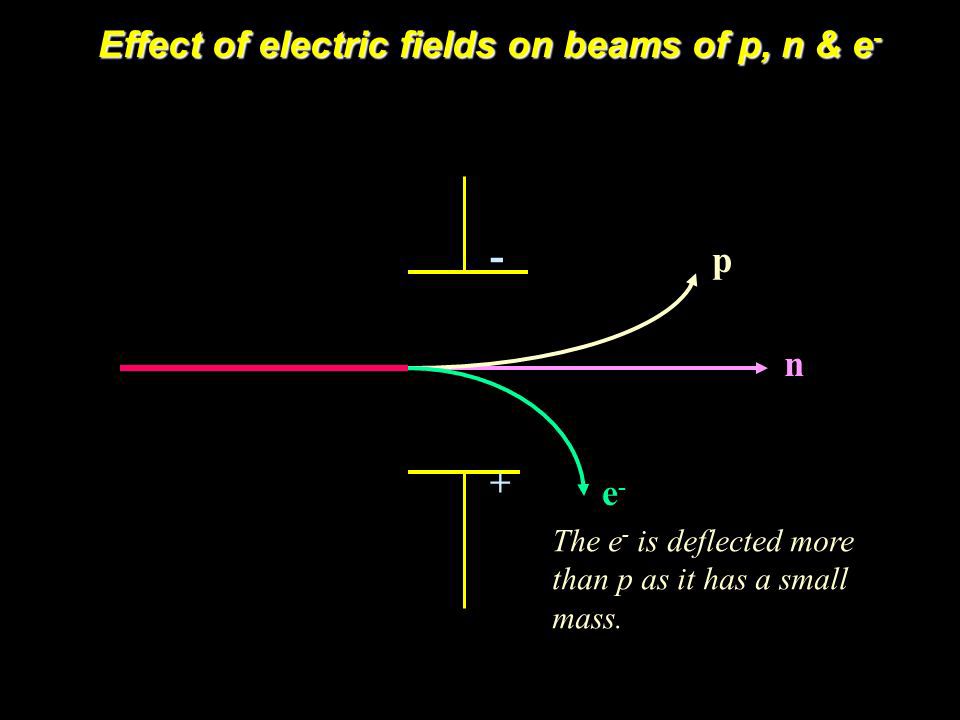 Effect of electric fields on beams of p, n & e-
-
p
n
+
e-
The e- is deflected more
than p as it has a small
mass.